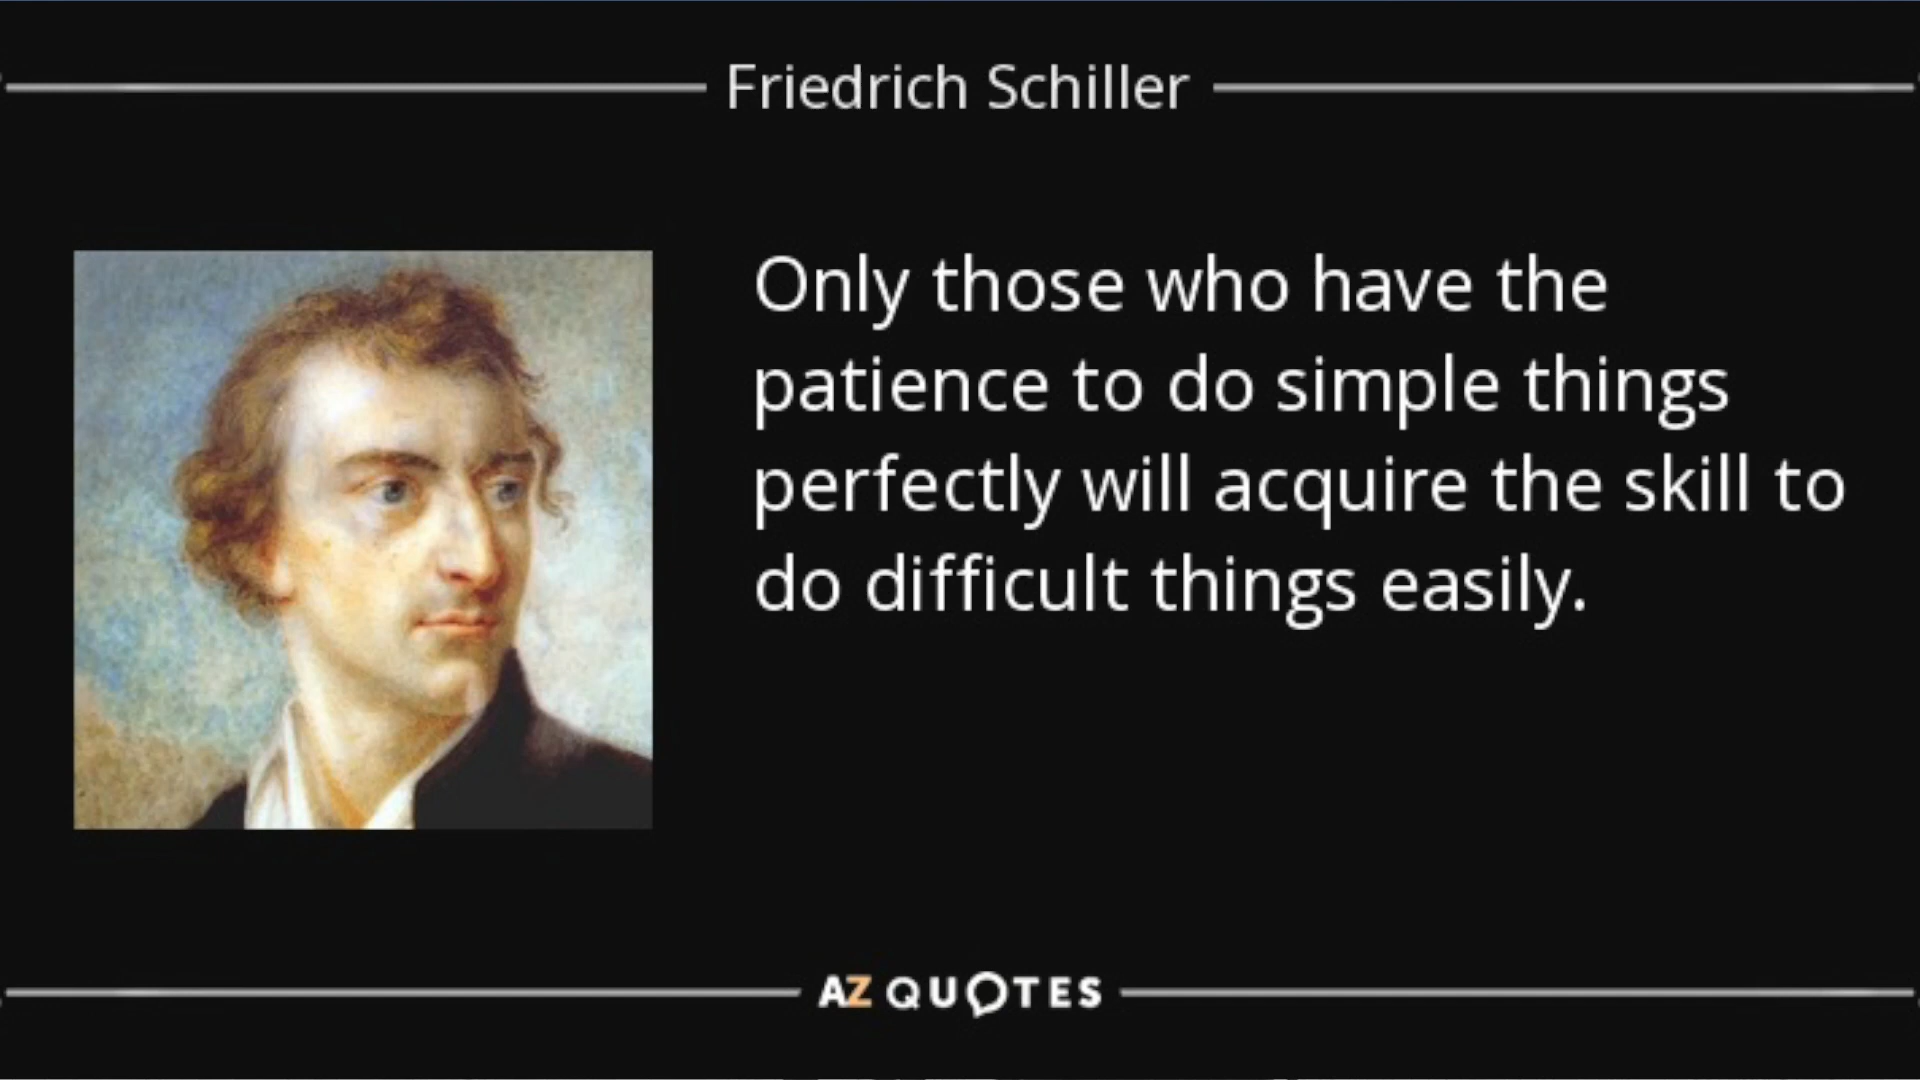 Friedrich Schiller
Only those who have the
patience to do simple things
perfectly will acquire the skill to
do difficult things easily.
AZ QUOTES